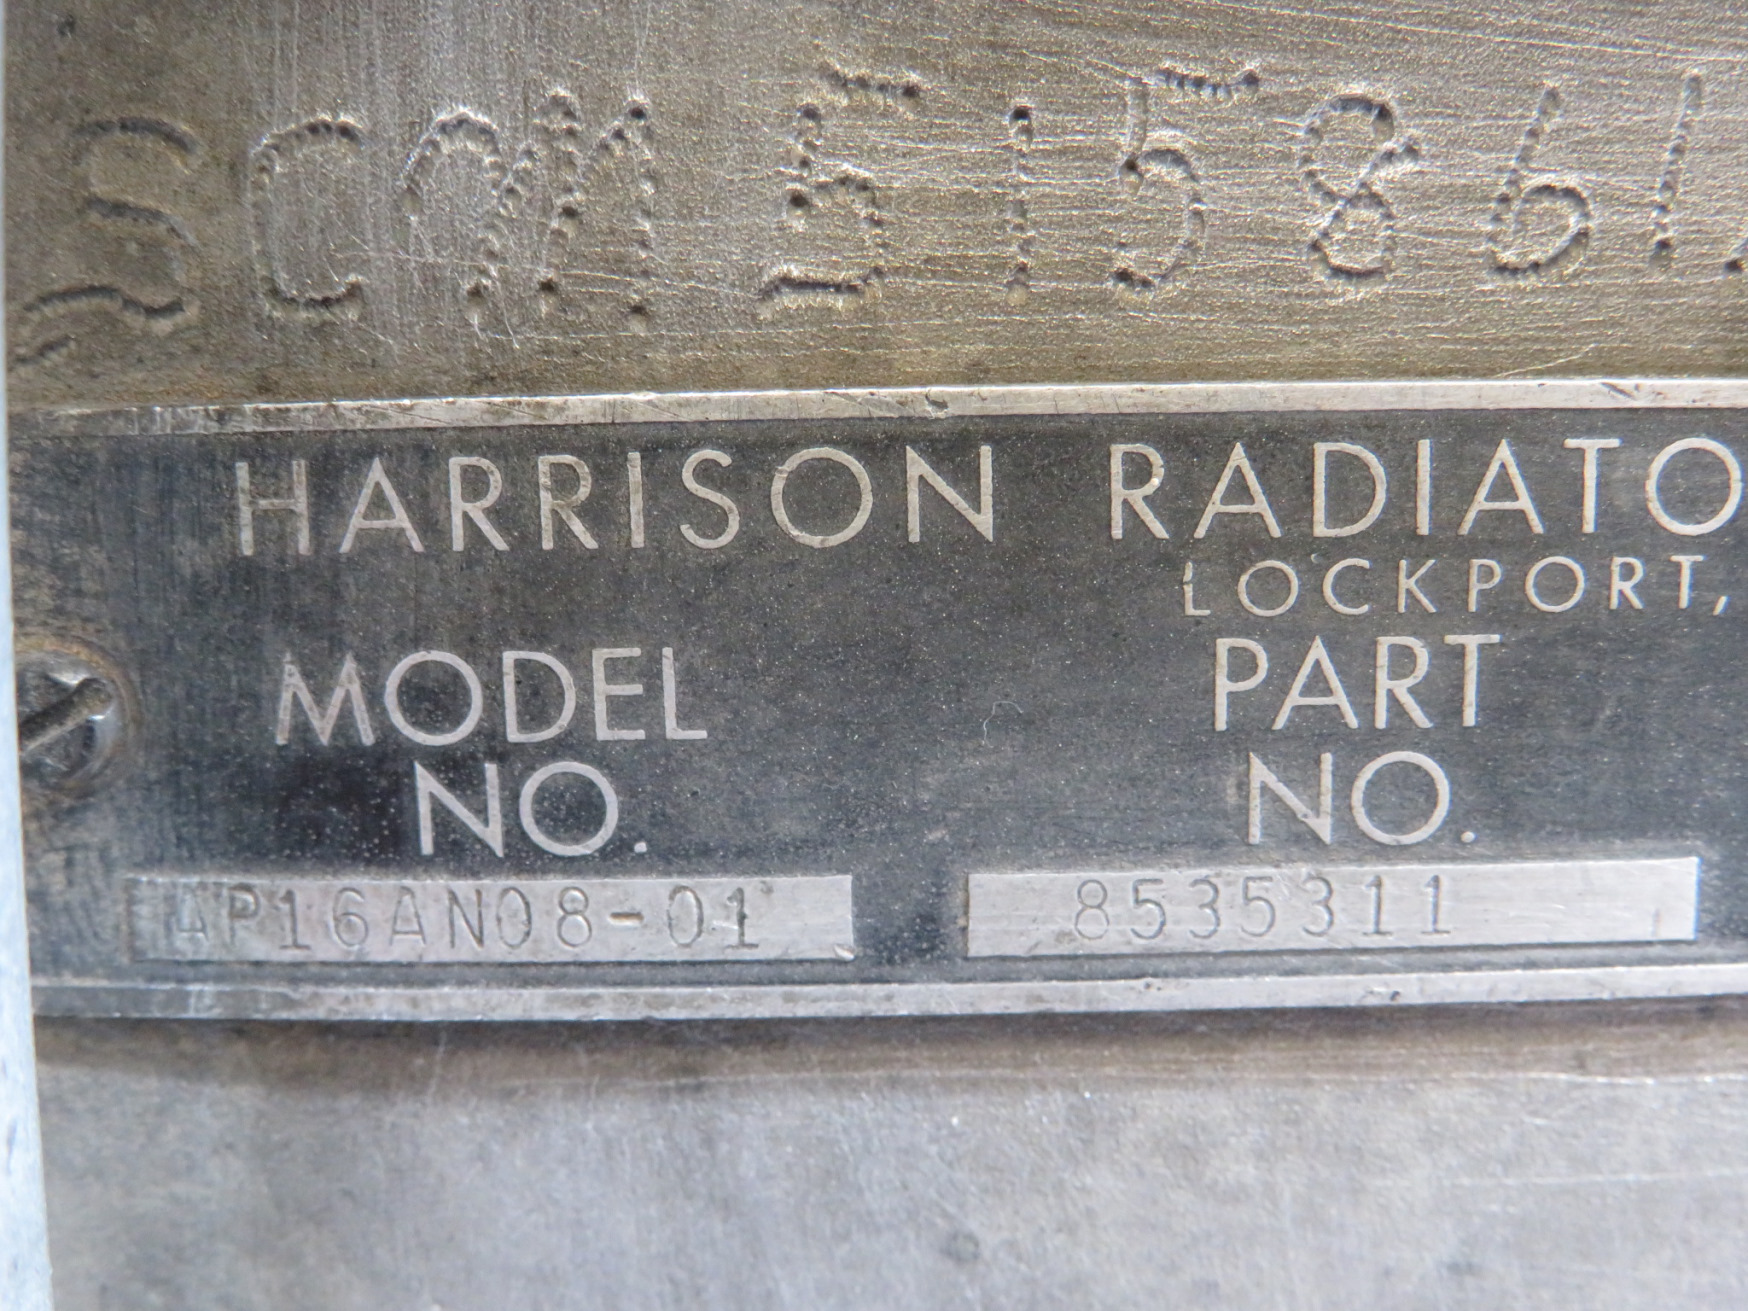 SCM 515861
HARRISON RADIATO
LOCKPORT,
MODEL PART
NO. NO.
AP16AN08-01 8535311